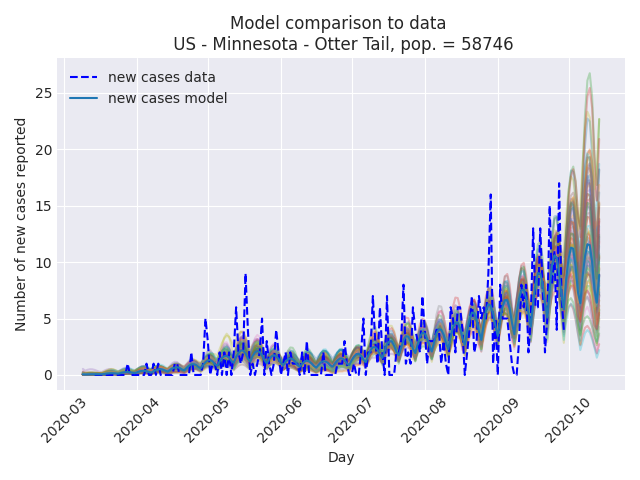 Model comparison to data
US - Minnesota - Otter Tail, pop. = 58746
new cases data
new cases model
Number of new cases reported
25
20
15
10
5
0
2020-03
2020-04
2020-05
2020-06
2020-07
2020-08
2020-09
2020-10
Day